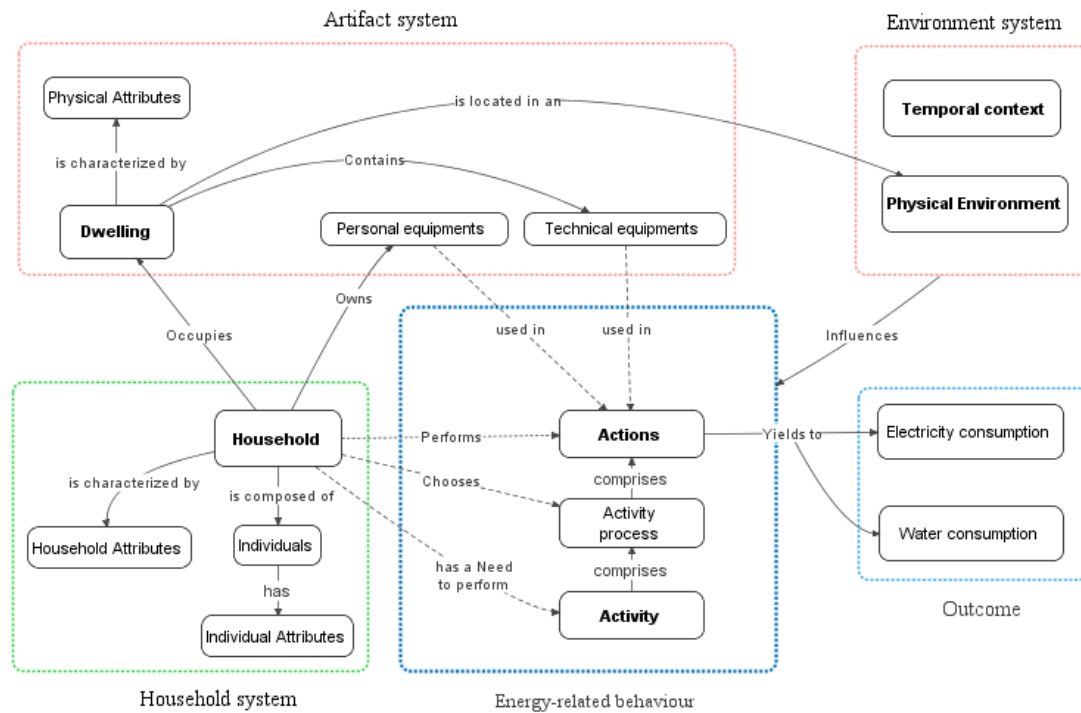 Artifact system
Environment system
Physical Attributes
is located in an
Temporal context
is characterized by
Contains
Physical Environment
Dwelling
Personal equipments
Technical equipments
Owns
Occupies
used in
used in
Influences
Household
Performs
Actions
Yields to
Electricity consumption
is characterized by
is composed of
Chooses
comprises
Household Attributes
Individuals
Activity
process
Water consumption
has a Need
to perform
comprises
has
Activity
Individual Attributes
Outcome
Household system
Energy-related behaviour